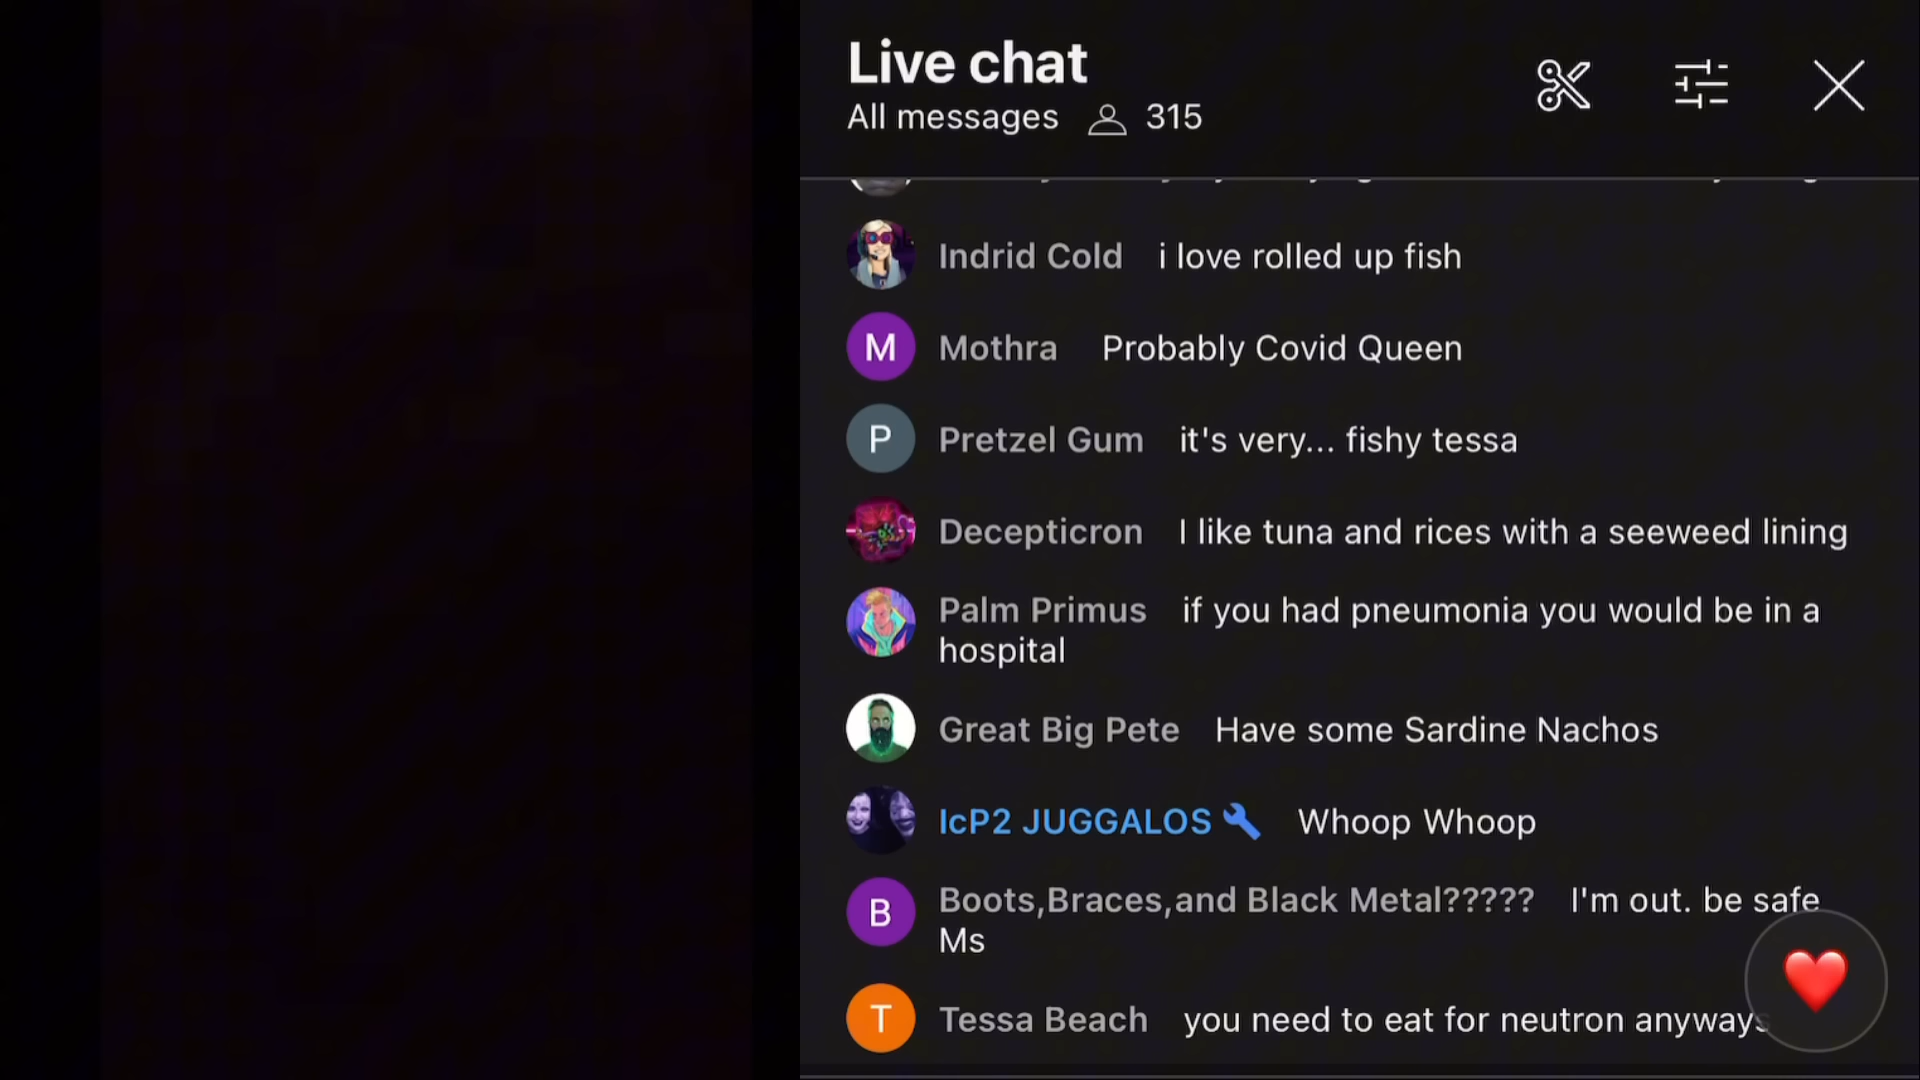 Live chat
All messages 315
Indrid Cold i love rolled up fish
M Mothra Probably Covid Queen
P Pretzel Gum it's very... fishy tessa
Decepticron I like tuna and rices with a seeweed lining
Palm Primus if you had pneumonia you would be in a
hospital
Great Big Pete Have some Sardine Nachos
IcP2 JUGGALOS Whoop Whoop
B Boots,Braces,and Black Metal????? I'm out. be safe
Ms
T Tessa Beach you need to eat for neutron anyways